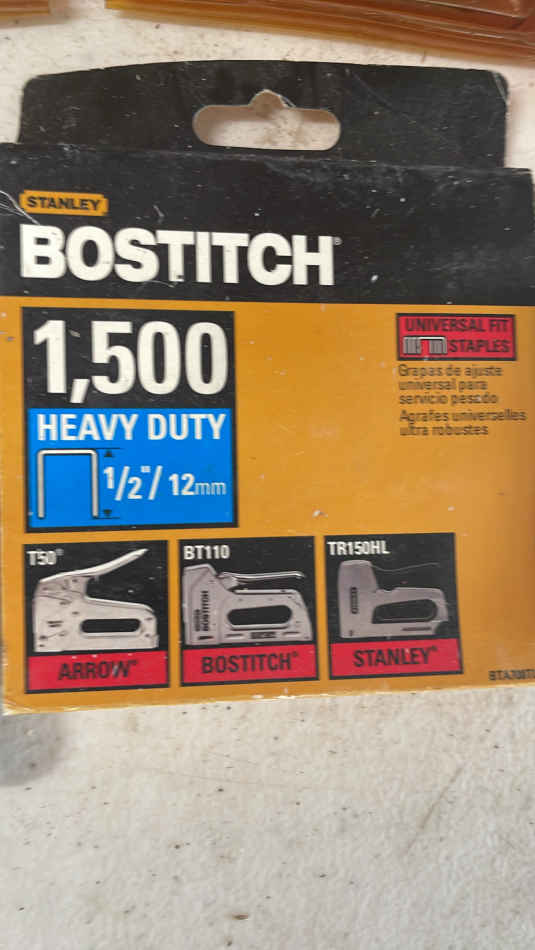 STANLEY
BOSTITCH®
1,500
HEAVY DUTY
1/2"/ 12mm
UNIVERSAL FIT
STAPLES
Grapas de ajuste
universal para
servicio pesado
Agrafes universelles
ultra robustes
T50®
ARROW®
BT110
BOSTITCH
BOSTITCH®
TR150HL
STANLEY®